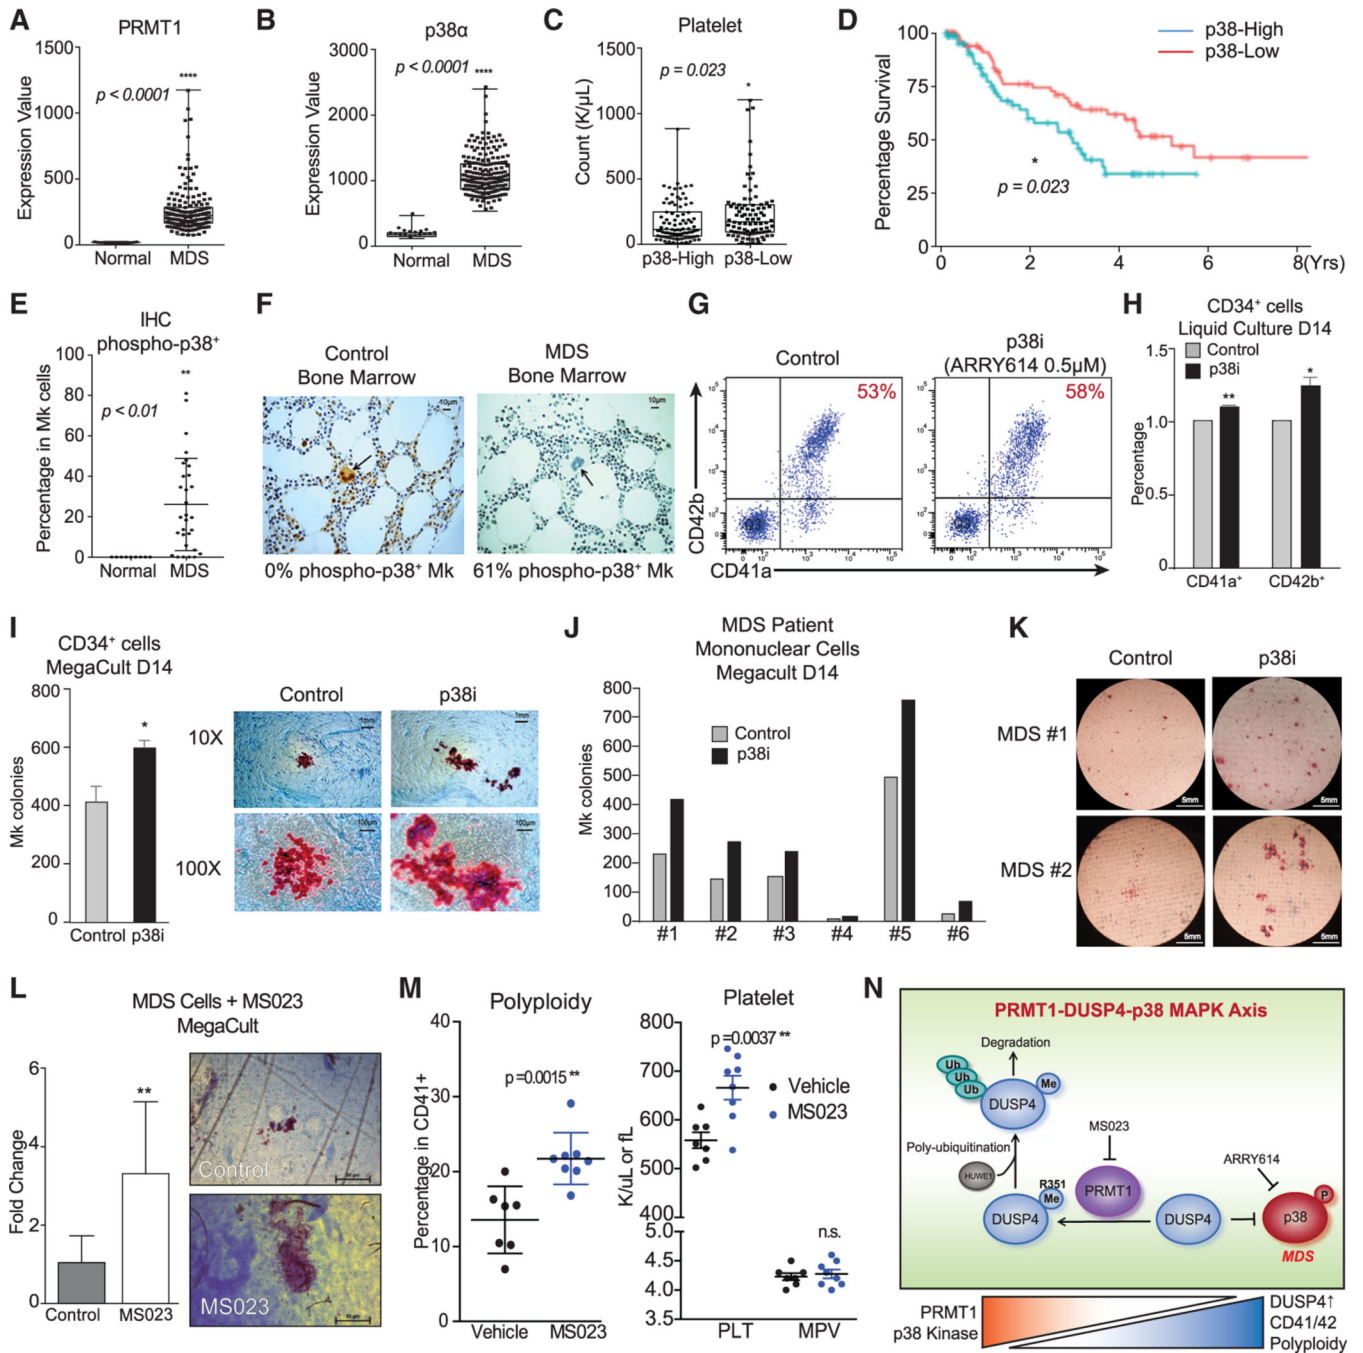 A
PRMT1
1500
1000
500
0
Expression Value
p < 0.0001
****
Normal
MDS
B
p38α
3000
2000
1000
0
Expression Value
p < 0.0001
****
Normal
MDS
C
Platelet
1500
1000
500
0
Count (K/μL)
p = 0.023
*
p38-High
p38-Low
D
p38-High
p38-Low
100
75
50
25
0
Percentage Survival
*
p = 0.023
0
2
4
6
8(Yrs)
E
IHC
phospho-p38+
100
80
60
40
20
0
Percentage in Mk cells
**
p < 0.01
Normal
MDS
F
Control
Bone Marrow
10μm
0% phospho-p38+ Mk
MDS
Bone Marrow
10μm
61% phospho-p38+ Mk
G
Control
53%
p38i
(ARRY614 0.5μM)
58%
Q3
Q3
CD42b
CD41a
H
CD34+ cells
Liquid Culture D14
Control
p38i
1.5
1.0
0.5
0
Percentage
**
*
CD41a+
CD42b+
I
CD34+ cells
MegaCult D14
800
600
400
200
0
Mk colonies
*
Control
p38i
Control
p38i
10X
1mm
1mm
100X
100μm
100μm
J
MDS Patient
Mononuclear Cells
Megacult D14
800
700
600
500
400
300
200
100
0
Mk colonies
Control
p38i
#1
#2
#3
#4
#5
#6
K
Control
p38i
MDS #1
5mm
5mm
MDS #2
5mm
5mm
L
MDS Cells + MS023
MegaCult
6
4
2
0
Fold Change
**
Control
MS023
Control
MS023
M
Polyploidy
40
30
20
10
0
Percentage in CD41+
p =0.0015 **
Vehicle
MS023
Platelet
800
700
600
500
5.00
4.5
4.0
3.5
K/uL or fL
p =0.0037 **
Vehicle
MS023
n.s.
PLT
MPV
N
PRMT1-DUSP4-p38 MAPK Axis
Degradation
Ub
Ub
Ub
Me
DUSP4
Poly-ubiquitination
HUWE1
MS023
PRMT1
R351
Me
DUSP4
DUSP4
ARRY614
P
p38
MDS
PRMT1
p38 Kinase
DUSP4↑
CD41/42
Polyploidy